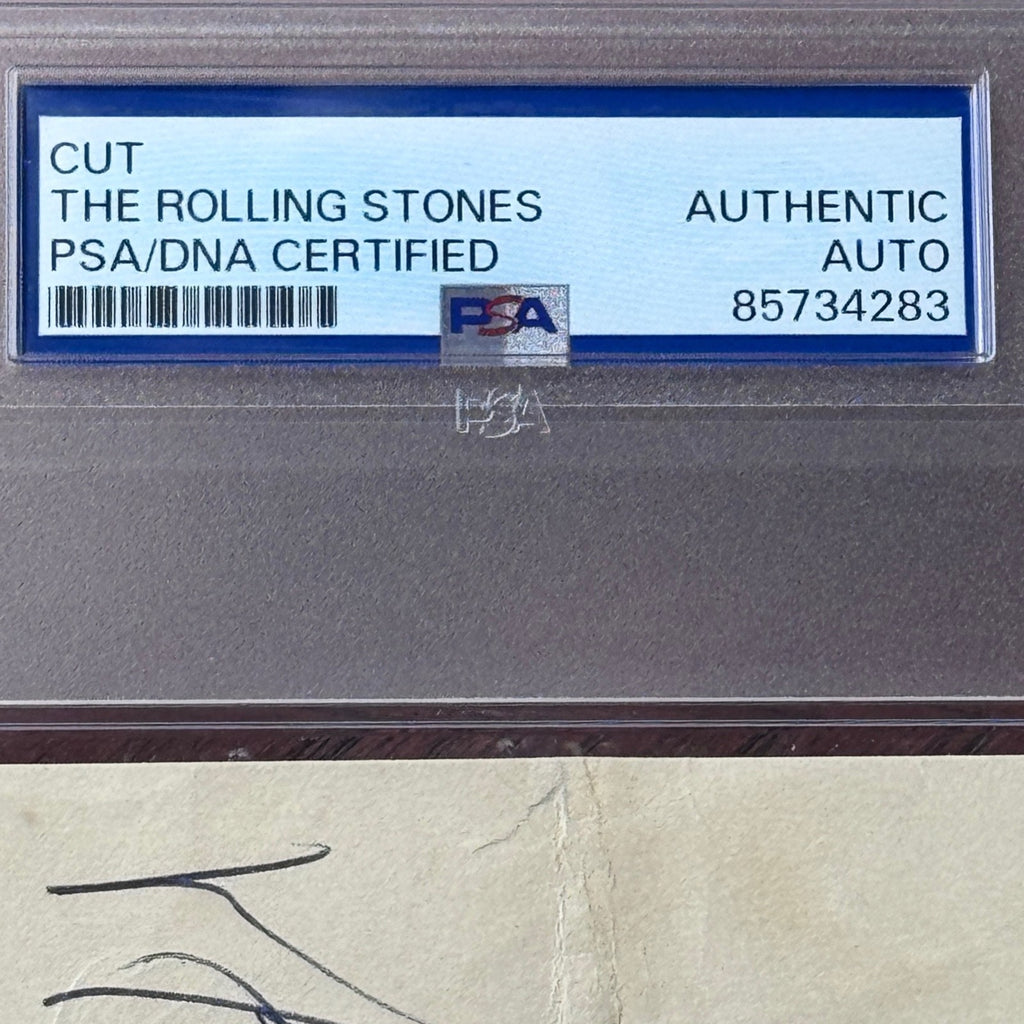 CUT
THE ROLLING STONES
AUTHENTIC
PSA/DNA CERTIFIED
AUTO
PSA
85734283
PSA